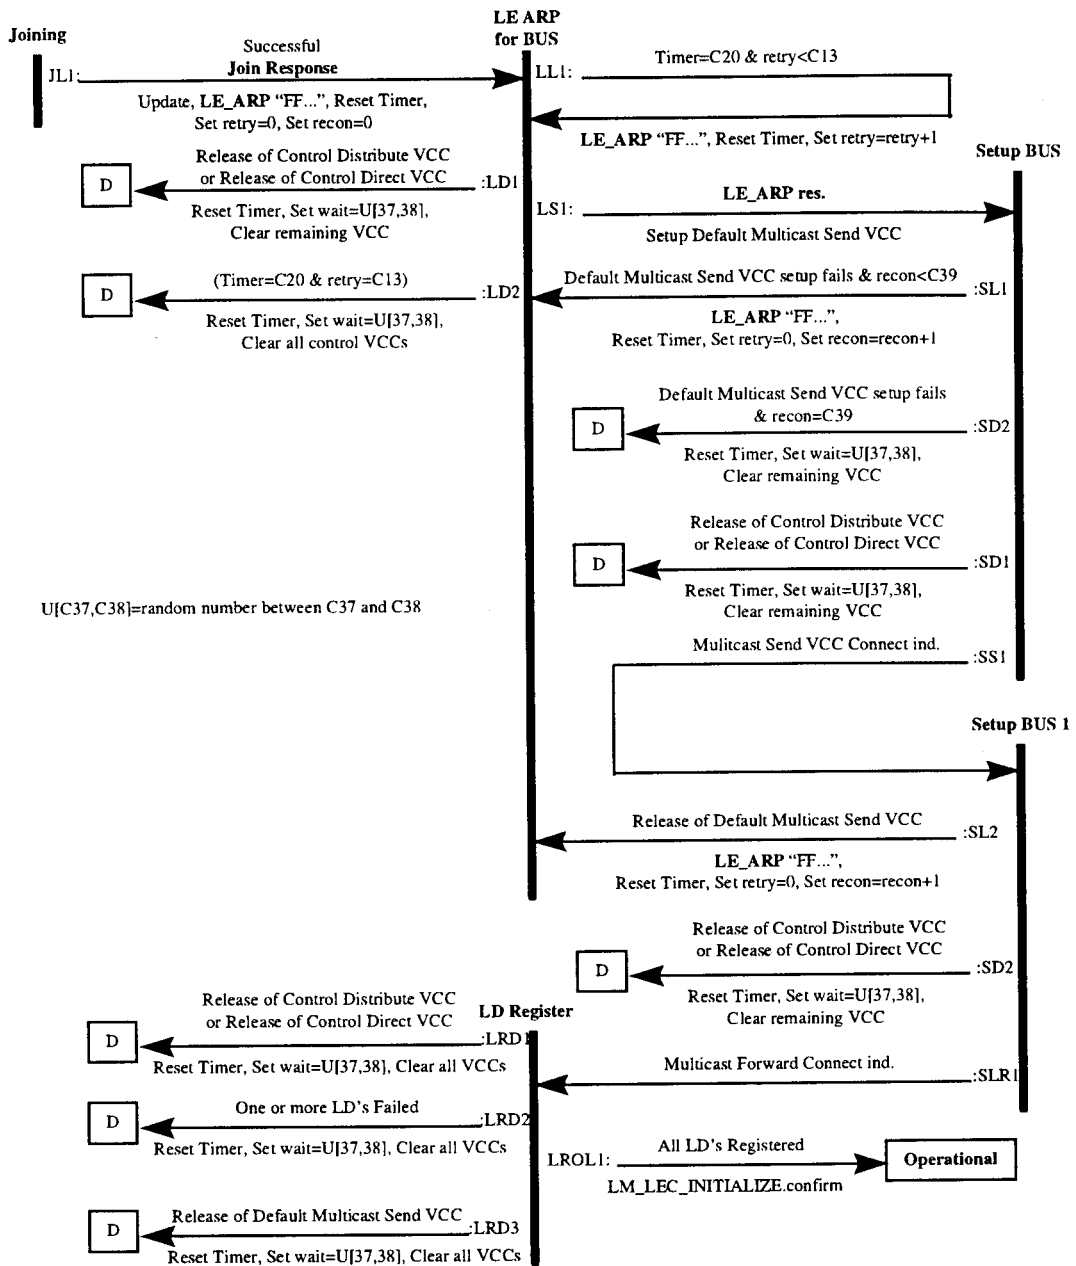 Joining
LE ARP
for BUS
JL1:
Successful
Join Response
Update, LE_ARP “FF...”, Reset Timer,
Set retry=0, Set recon=0
LL1:
Timer=C20 & retry<C13
LE_ARP “FF...”, Reset Timer, Set retry=retry+1
Setup BUS
D
Release of Control Distribute VCC
or Release of Control Direct VCC
:LD1
Reset Timer, Set wait=U[37,38],
Clear remaining VCC
LS1:
LE_ARP res.
Setup Default Multicast Send VCC
D
(Timer=C20 & retry=C13)
:LD2
Reset Timer, Set wait=U[37,38],
Clear all control VCCs
Default Multicast Send VCC setup fails & recon<C39
:SL1
LE_ARP “FF...”,
Reset Timer, Set retry=0, Set recon=recon+1
Default Multicast Send VCC setup fails
& recon=C39
D
:SD2
Reset Timer, Set wait=U[37,38],
Clear remaining VCC
Release of Control Distribute VCC
or Release of Control Direct VCC
D
:SD1
Reset Timer, Set wait=U[37,38],
Clear remaining VCC
U[C37,C38]=random number between C37 and C38
Mulitcast Send VCC Connect ind.
:SS1
Setup BUS 1
Release of Default Multicast Send VCC
:SL2
LE_ARP “FF...”,
Reset Timer, Set retry=0, Set recon=recon+1
Release of Control Distribute VCC
or Release of Control Direct VCC
D
:SD2
Reset Timer, Set wait=U[37,38],
Clear remaining VCC
LD Register
Release of Control Distribute VCC
or Release of Control Direct VCC
D
:LRD1
Reset Timer, Set wait=U[37,38], Clear all VCCs
Multicast Forward Connect ind.
:SLR1
One or more LD's Failed
D
:LRD2
Reset Timer, Set wait=U[37,38], Clear all VCCs
LROL1:
All LD's Registered
LM_LEC_INITIALIZE.confirm
Operational
Release of Default Multicast Send VCC
D
:LRD3
Reset Timer, Set wait=U[37,38], Clear all VCCs